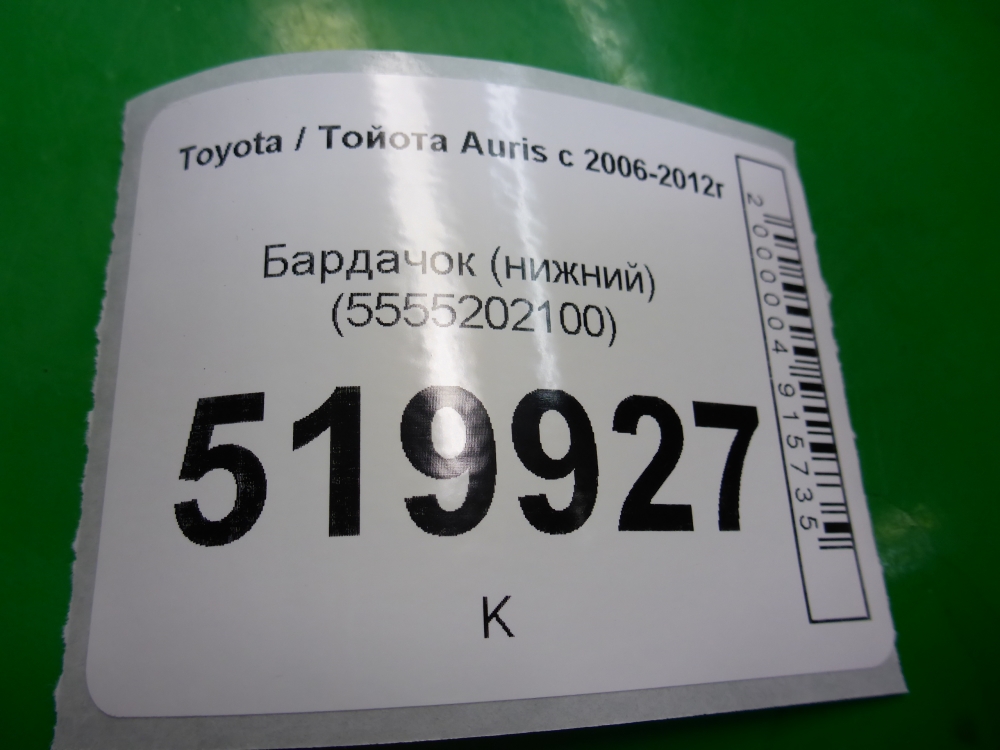 Toyota / Тойота Auris с 2006-2012г
Бардачок (нижний)
(5555202100)
519927
К
2000004915735